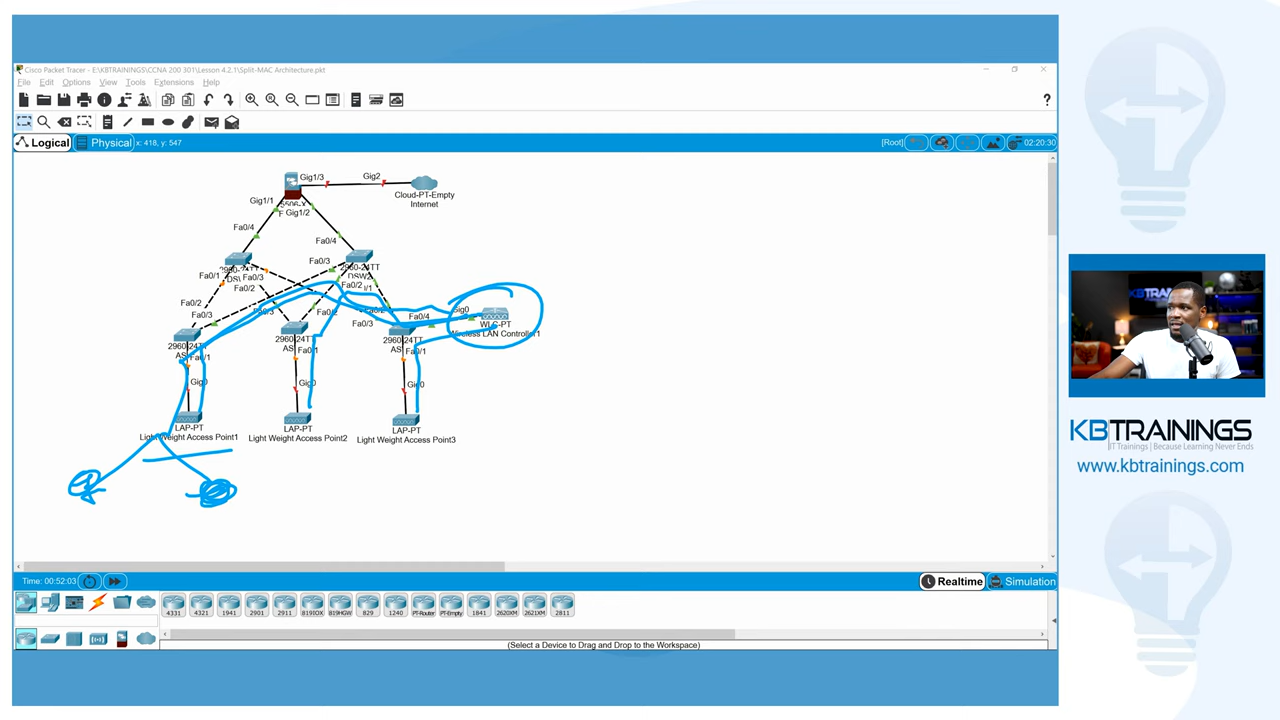 Cisco Packet Tracer - E:\KBTRAININGS\CCNA 200 301\Lesson 4.2.1\Split-MAC Architecture.pkt
File Edit Options View Tools Extensions Help
?
Logical Physical x: 418, y: 547 [Root] 02:20:30
Gig1/3 Gig2
Cloud-PT-Empty
Internet
Gig1/1
Gig1/2
Fa0/4
Fa0/4
2960-24TT
DSW2
Fa0/3
Fa0/1
Fa0/3
Fa0/2
Fa0/2
Fa0/2
Fa0/3
Fa0/3
Fa0/4
WLC-PT
Wireless LAN Controller1
2960-24TT
AS
Fa0/1
2960-24TT
AS
2960-24TT
AS
Fa0/1
Gig0
LAP-PT
Light Weight Access Point1
LAP-PT
Light Weight Access Point2
LAP-PT
Light Weight Access Point3
Time: 00:52:03 Realtime Simulation
4331 4321 1941 2901 2911 819IOX 819HGW 829 1240 PT-Router PT-Empty 1841 2620XM 2621XM 2811
(Select a Device to Drag and Drop to the Workspace)
KBTRAININGS
IT Trainings | Because Learning Never Ends
www.kbtrainings.com